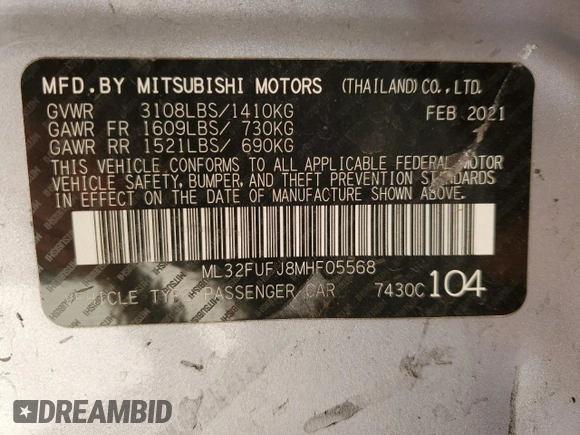 MFD.BY MITSUBISHI MOTORS (THAILAND)CO.,LTD.
GVWR 3108LBS/1410KG FEB 2021
GAWR FR 1609LBS/ 730KG
GAWR RR 1521LBS/ 690KG
THIS VEHICLE CONFORMS TO ALL APPLICABLE FEDERAL MOTOR
VEHICLE SAFETY, BUMPER, AND THEFT PREVENTION STANDARDS
IN EFFECT ON THE DATE OF MANUFACTURE SHOWN ABOVE.
ML32FUFJ8MHF05568
VEHICLE TYPE PASSENGER CAR 7430C 104
DREAMBID